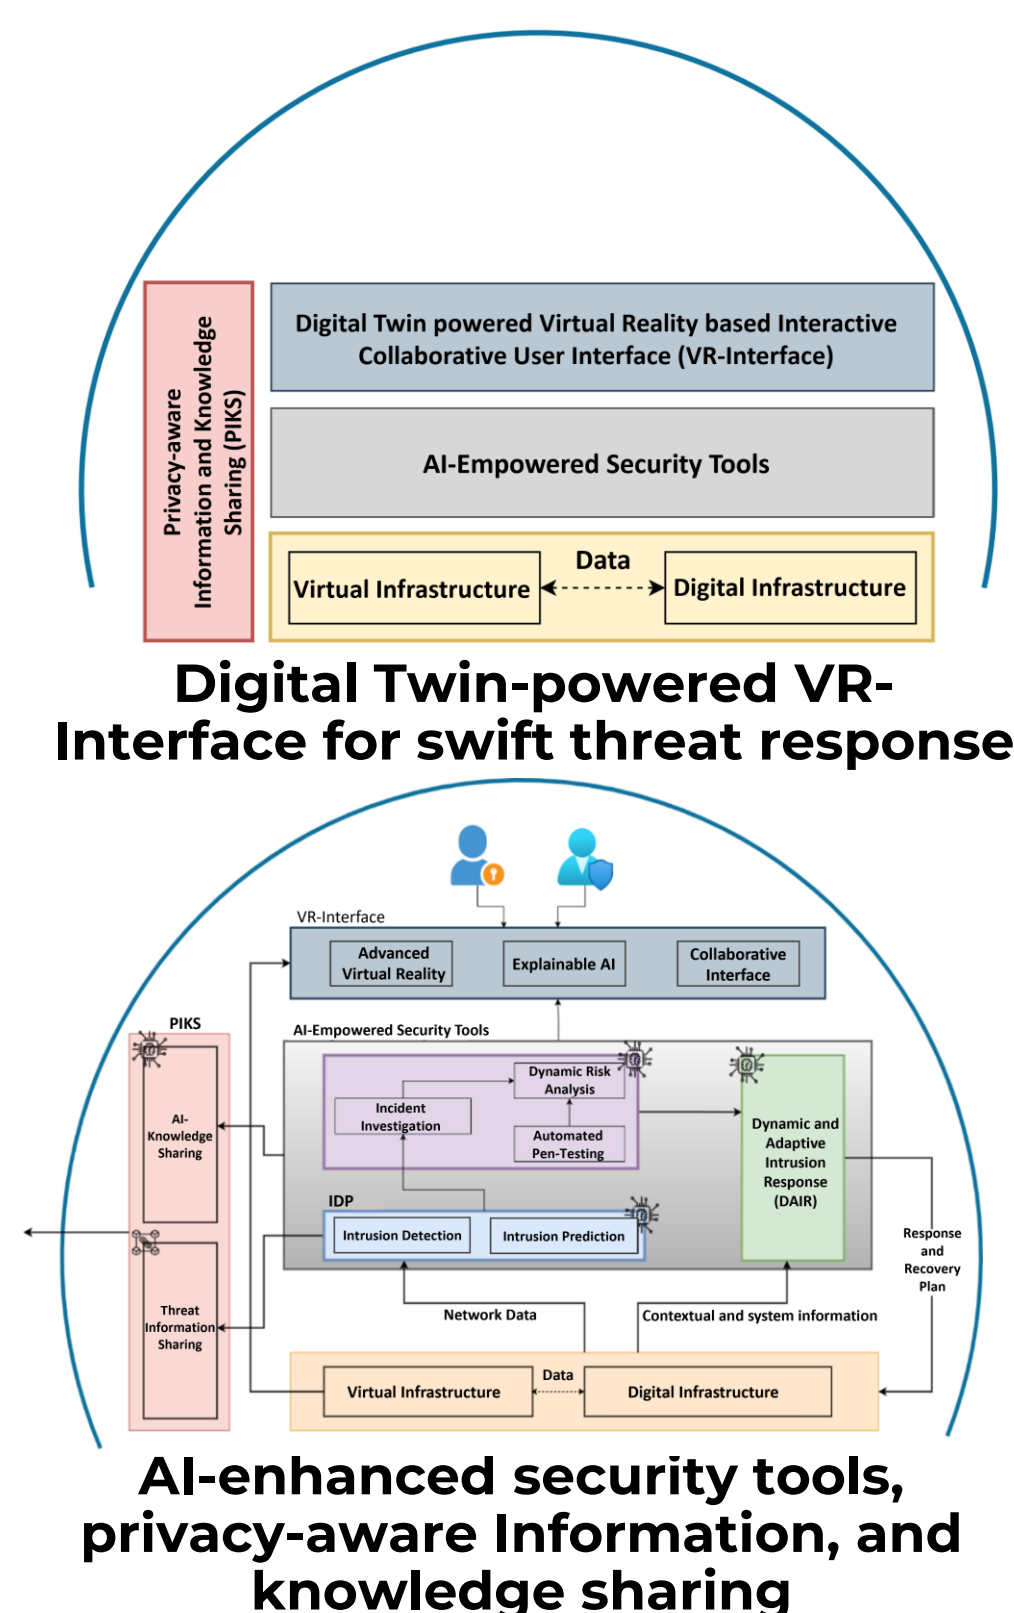 Privacy-aware
Information and Knowledge
Sharing (PIKS)
Digital Twin powered Virtual Reality based Interactive
Collaborative User Interface (VR-Interface)
AI-Empowered Security Tools
Virtual Infrastructure
Data
Digital Infrastructure
Digital Twin-powered VR-
Interface for swift threat response
VR-Interface
Advanced
Virtual Reality
Explainable AI
Collaborative
Interface
PIKS
AI-
Knowledge
Sharing
Threat
Information
Sharing
AI-Empowered Security Tools
Dynamic Risk
Analysis
Incident
Investigation
Automated
Pen-Testing
IDP
Intrusion Detection
Intrusion Prediction
Dynamic and
Adaptive
Intrusion
Response
(DAIR)
Response
and
Recovery
Plan
Network Data
Contextual and system information
Virtual Infrastructure
Data
Digital Infrastructure
AI-enhanced security tools,
privacy-aware Information, and
knowledge sharing